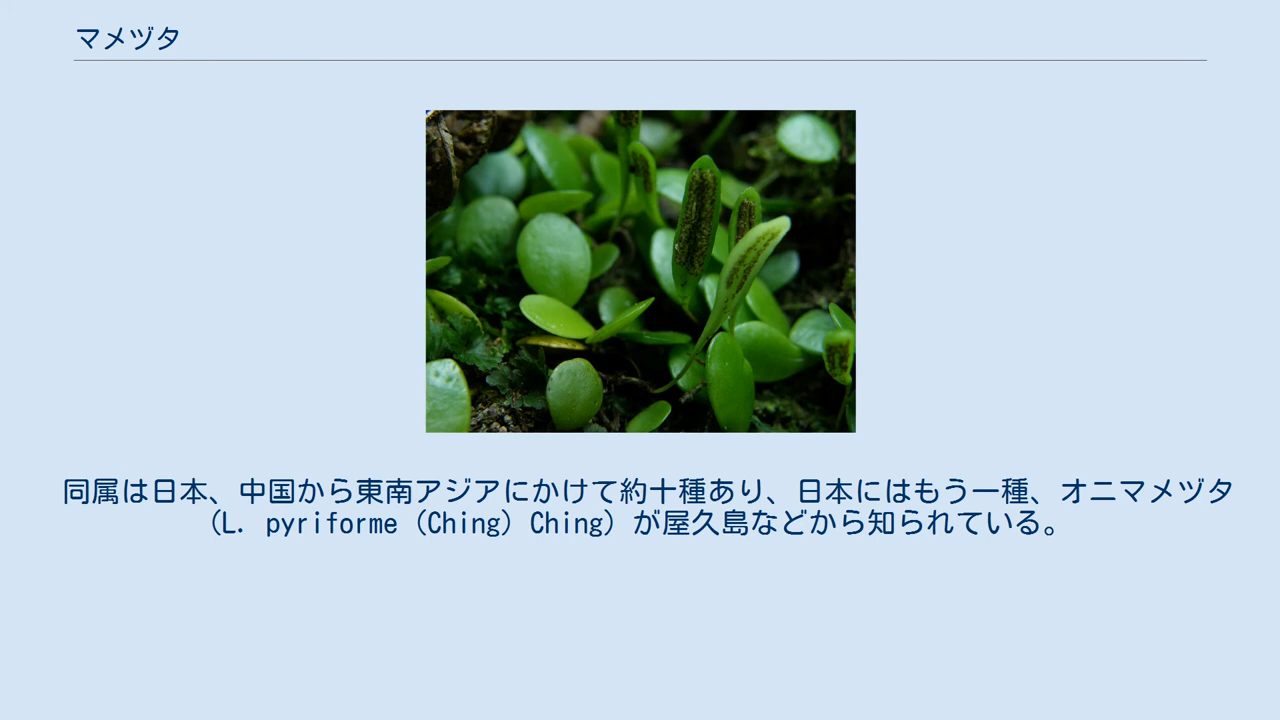 マメヅタ
同属は日本、中国から東南アジアにかけて約十種あり、日本にはもう一種、オニマメヅタ
（L. pyriforme（Ching）Ching）が屋久島などから知られている。